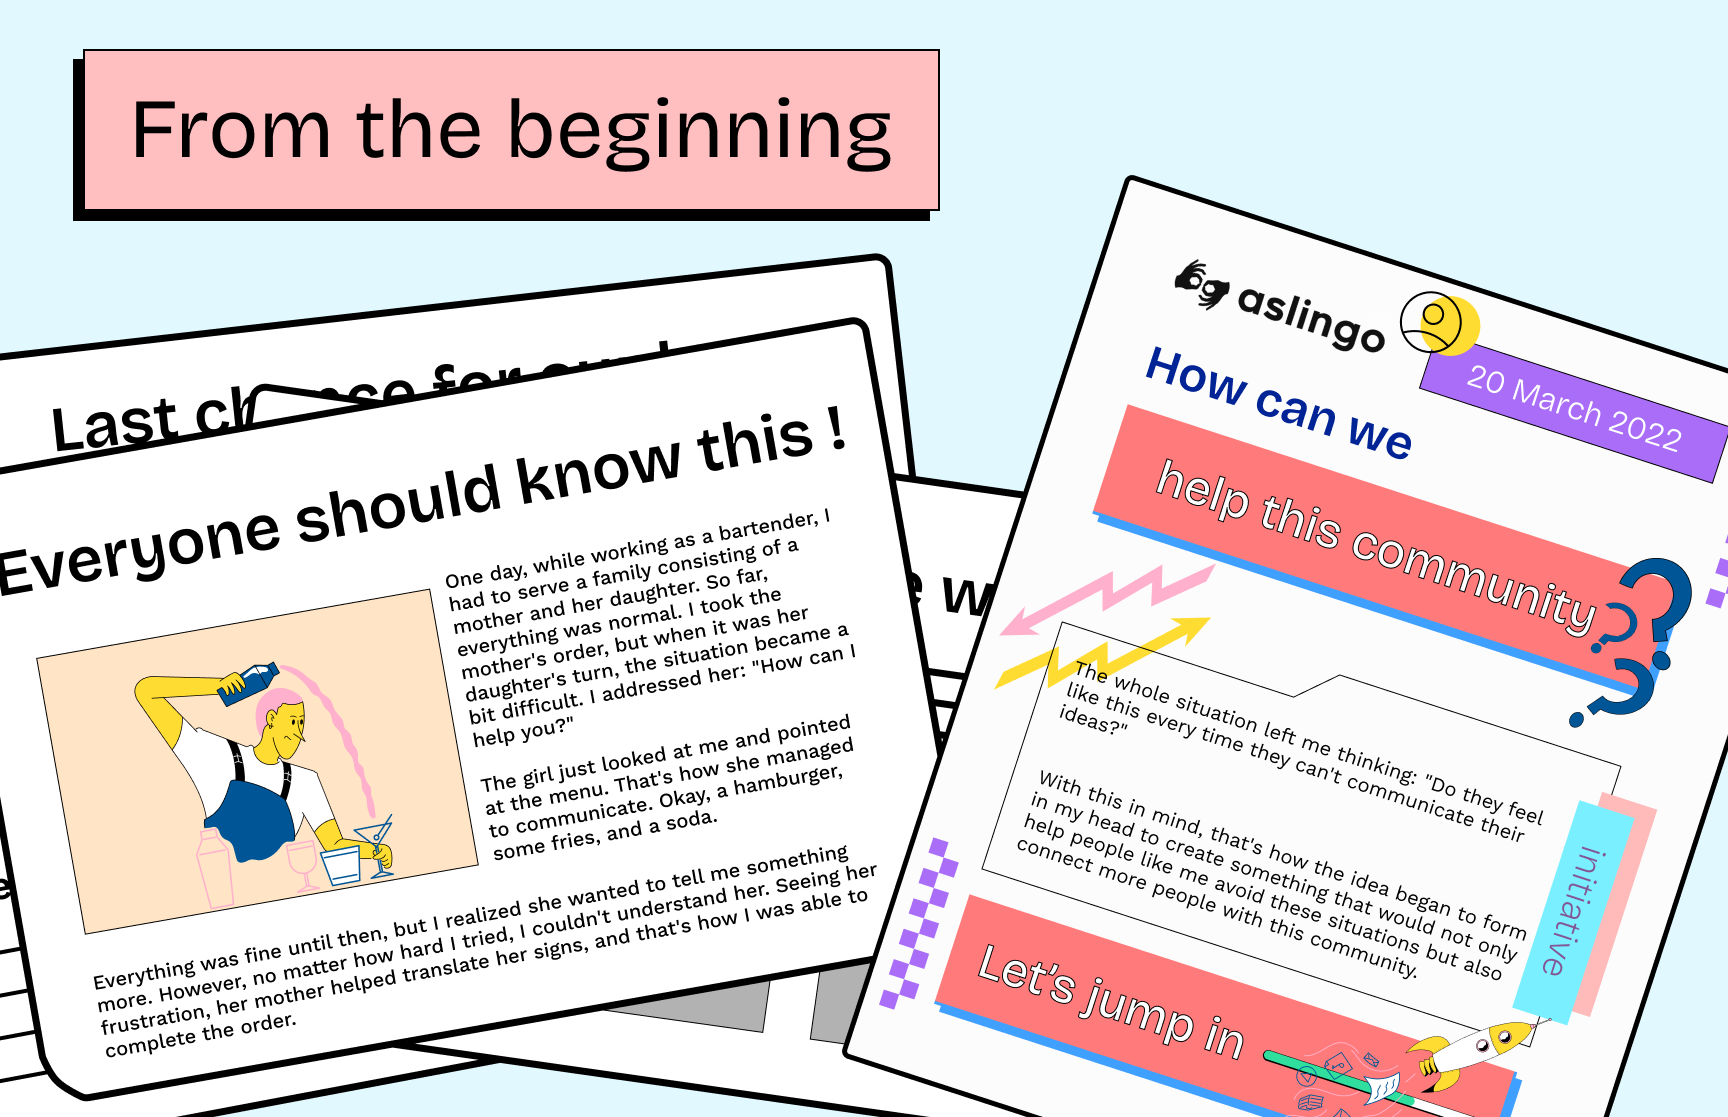 From the beginning
Last ch
Everyone should know this !
One day, while working as a bartender, I
had to serve a family consisting of a
mother and her daughter. So far,
everything was normal. I took the
mother's order, but when it was her
daughter's turn, the situation became a
bit difficult. I addressed her: "How can I
help you?"
The girl just looked at me and pointed
at the menu. That's how she managed
to communicate. Okay, a hamburger,
some fries, and a soda.
Everything was fine until then, but I realized she wanted to tell me something
more. However, no matter how hard I tried, I couldn't understand her. Seeing her
frustration, her mother helped translate her signs, and that's how I was able to
complete the order.
aslingo
20 March 2022
How can we
help this community
???
The whole situation left me thinking: "Do they feel
like this every time they can't communicate their
ideas?"
With this in mind, that's how the idea began to form
in my head to create something that would not only
help people like me avoid these situations but also
connect more people with this community.
initiative
Let's jump in